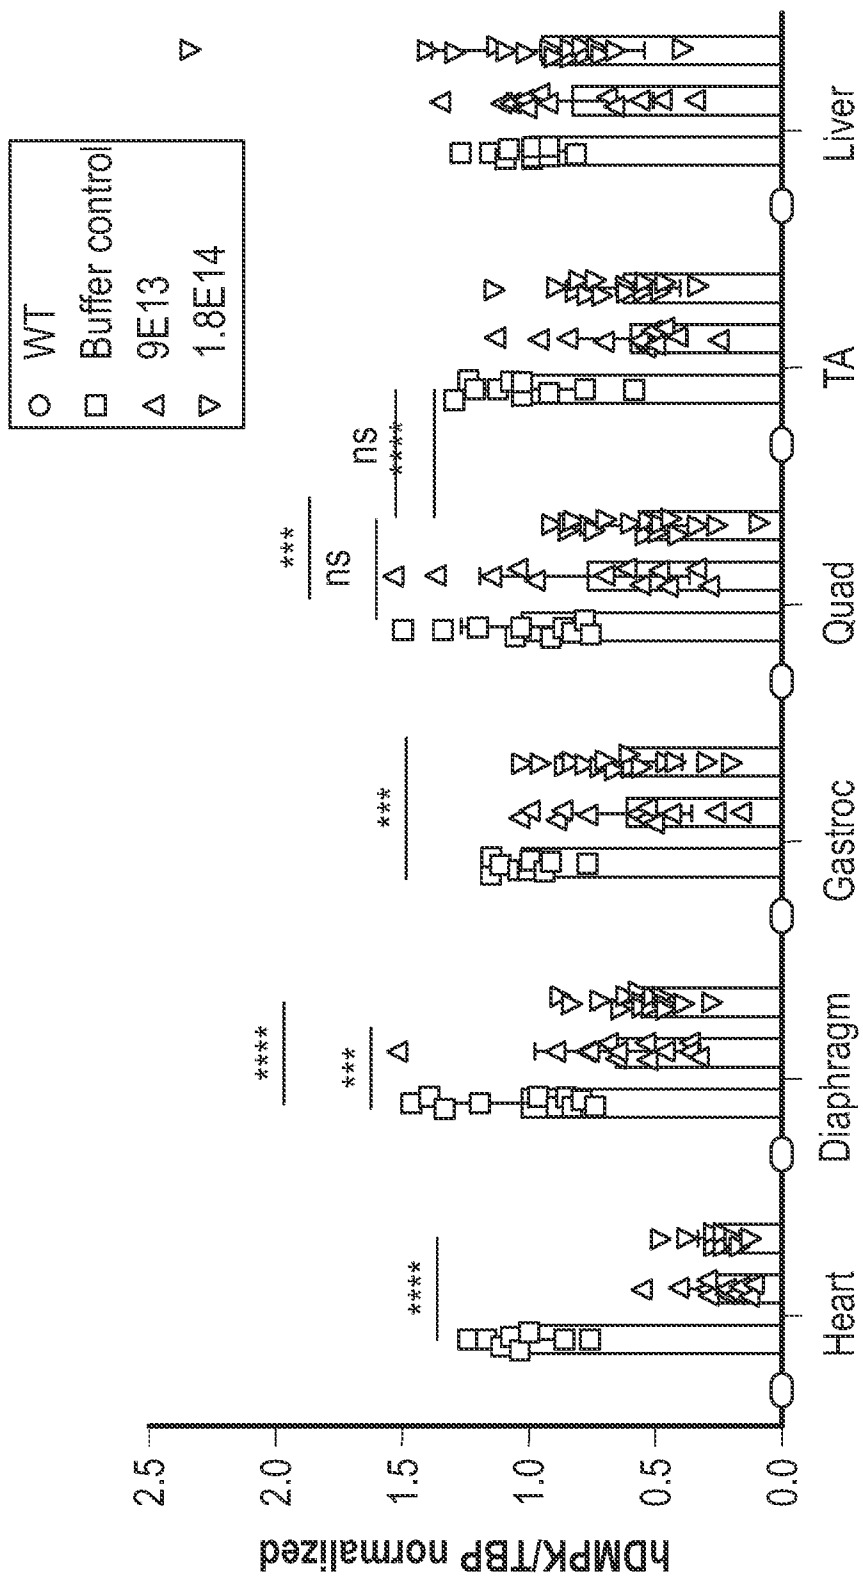 WT
Buffer control
9E13
1.8E14
hDMPK/TBP normalized
2.5
2.0
1.5
1.0
0.5
0.0
****
****
***
***
***
ns
ns
****
Heart
Diaphragm
Gastroc
Quad
TA
Liver